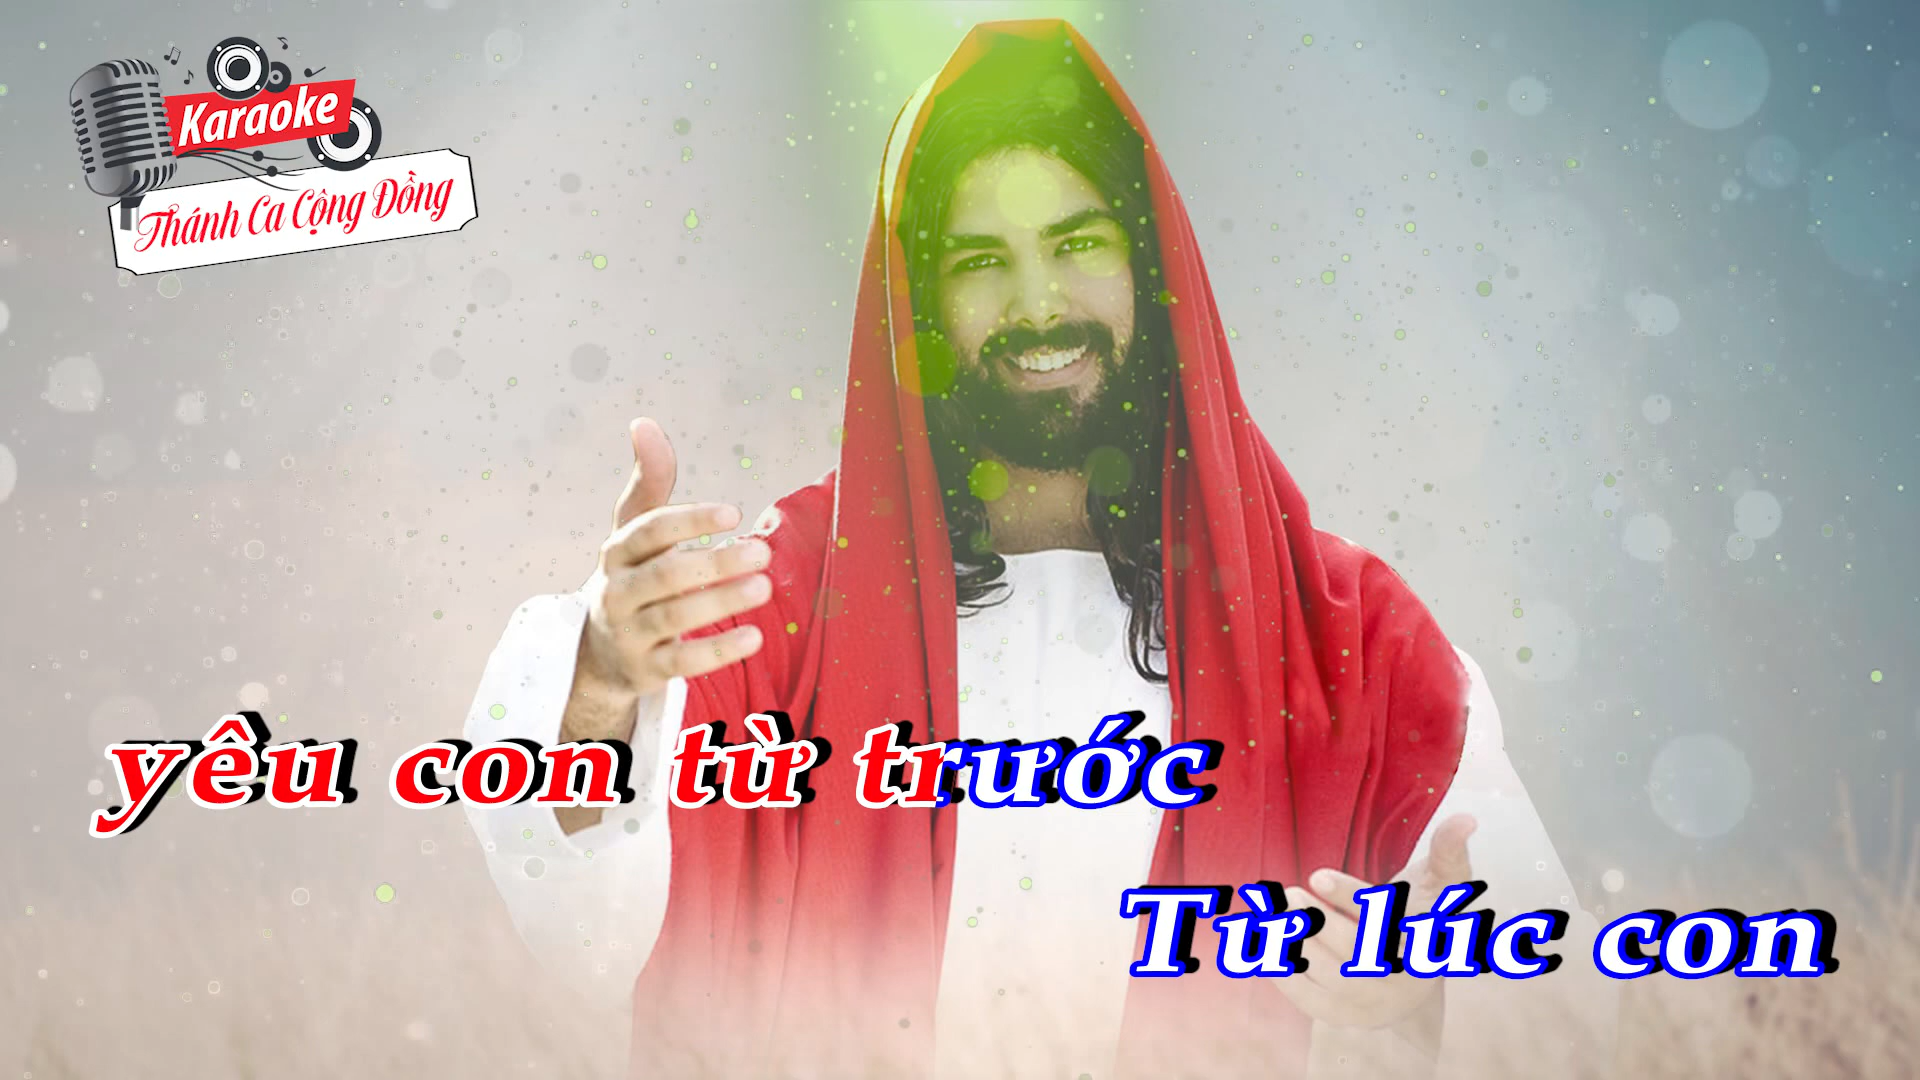 Karaoke
Thánh Ca Cộng Đồng
yêu con từ trước
Từ lúc con